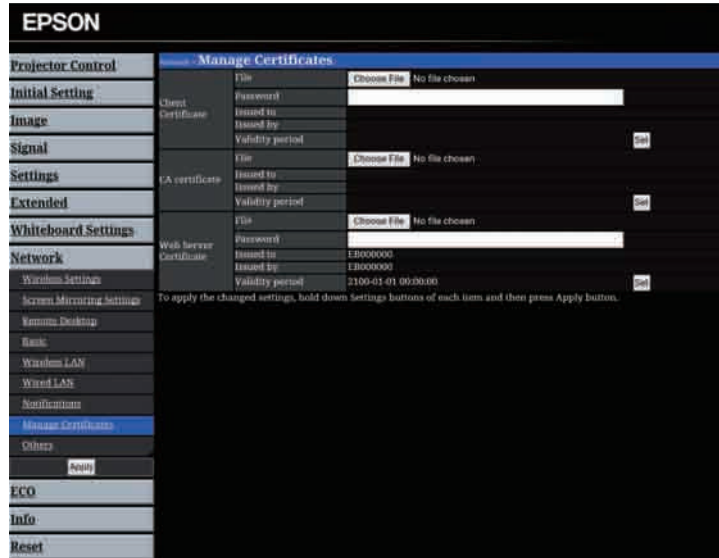 EPSON
Projector Control
Initial Setting
Image
Signal
Settings
Extended
Whiteboard Settings
Network
Wireless Settings
Screen Mirroring Settings
Remote Desktop
Basic
Wireless LAN
Wired LAN
Notifications
Manage Certificates
Others
Apply
ECO
Info
Reset
Network - Manage Certificates
Client Certificate
File
Choose File No file chosen
Password
Issued to
Issued by
Validity period
Set
CA certificate
File
Choose File No file chosen
Issued to
Issued by
Validity period
Set
Web Server Certificate
File
Choose File No file chosen
Password
Issued to EB000000
Issued by EB000000
Validity period 2100-01-01 00:00:00
Set
To apply the changed settings, hold down Settings buttons of each item and then press Apply button.